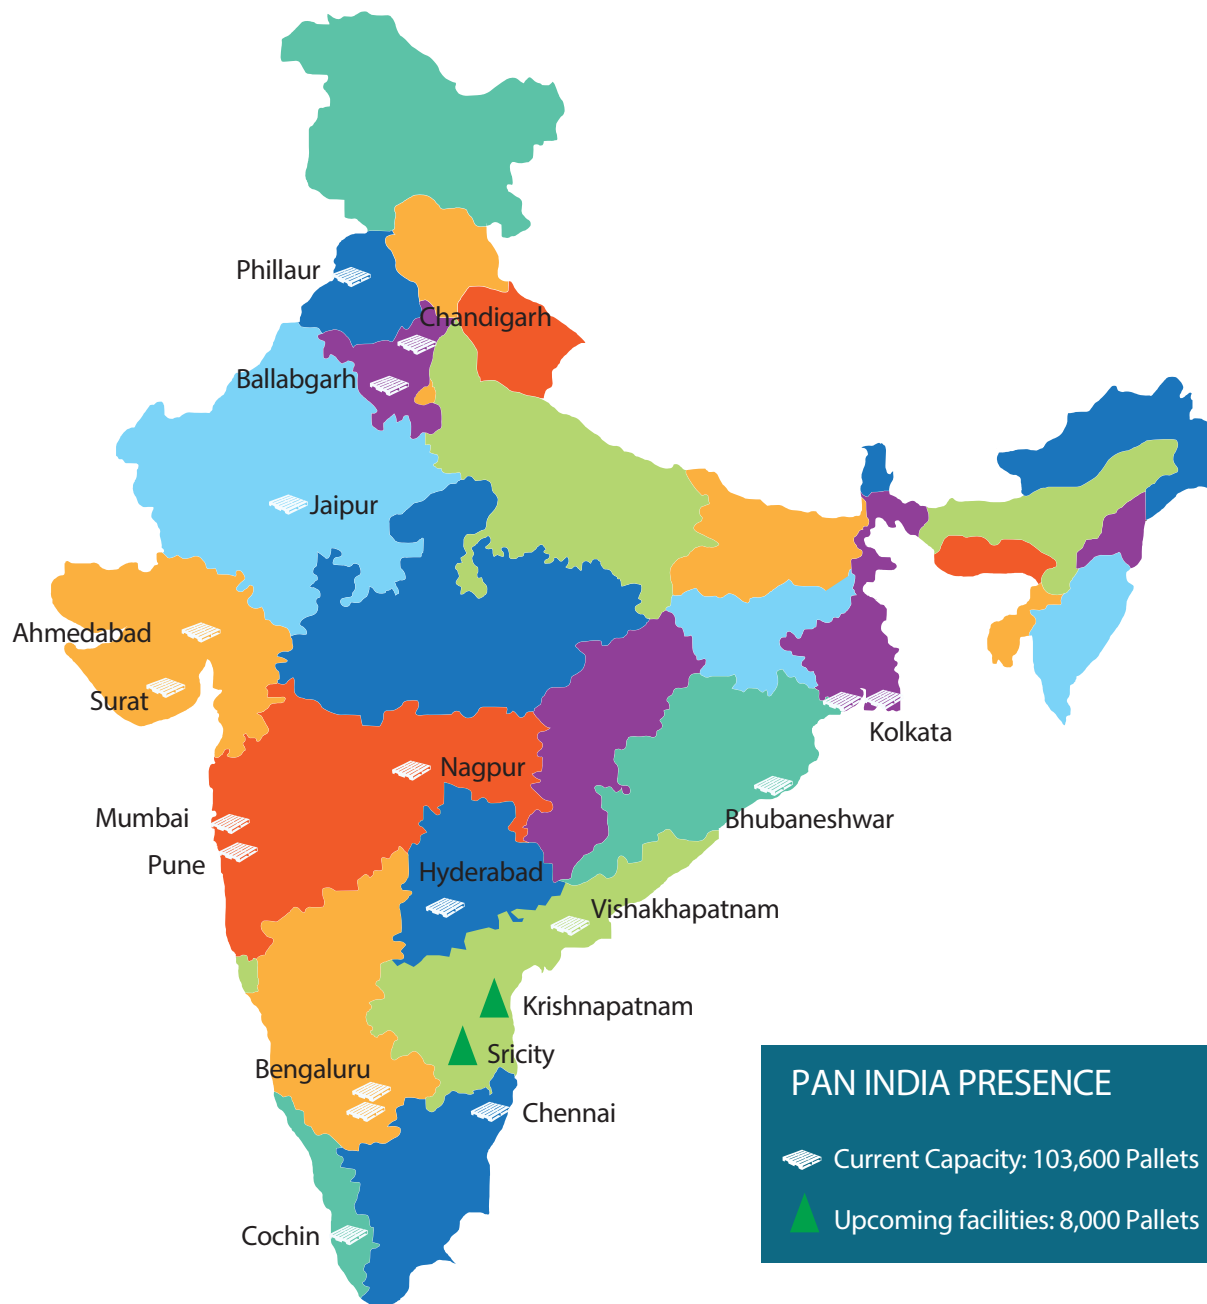 Phillaur
Chandigarh
Ballabgarh
Jaipur
Ahmedabad
Surat
Kolkata
Nagpur
Mumbai
Bhubaneshwar
Pune
Hyderabad
Vishakhapatnam
Krishnapatnam
Sricity
Bengaluru
Chennai
Cochin
PAN INDIA PRESENCE
Current Capacity: 103,600 Pallets
Upcoming facilities: 8,000 Pallets